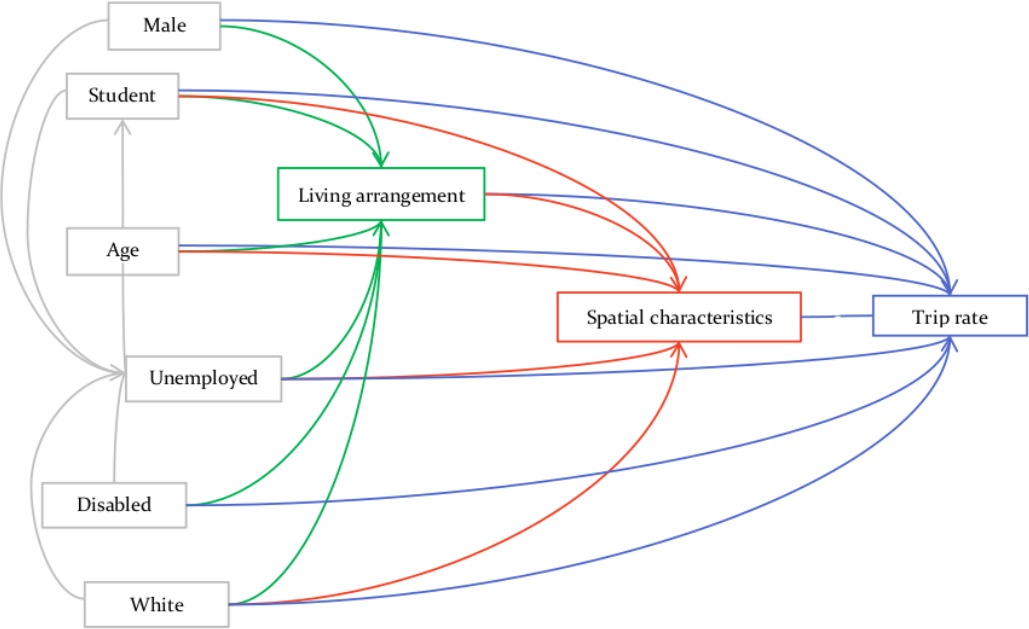 Male
Student
Living arrangement
Age
Spatial characteristics
Trip rate
Unemployed
Disabled
White